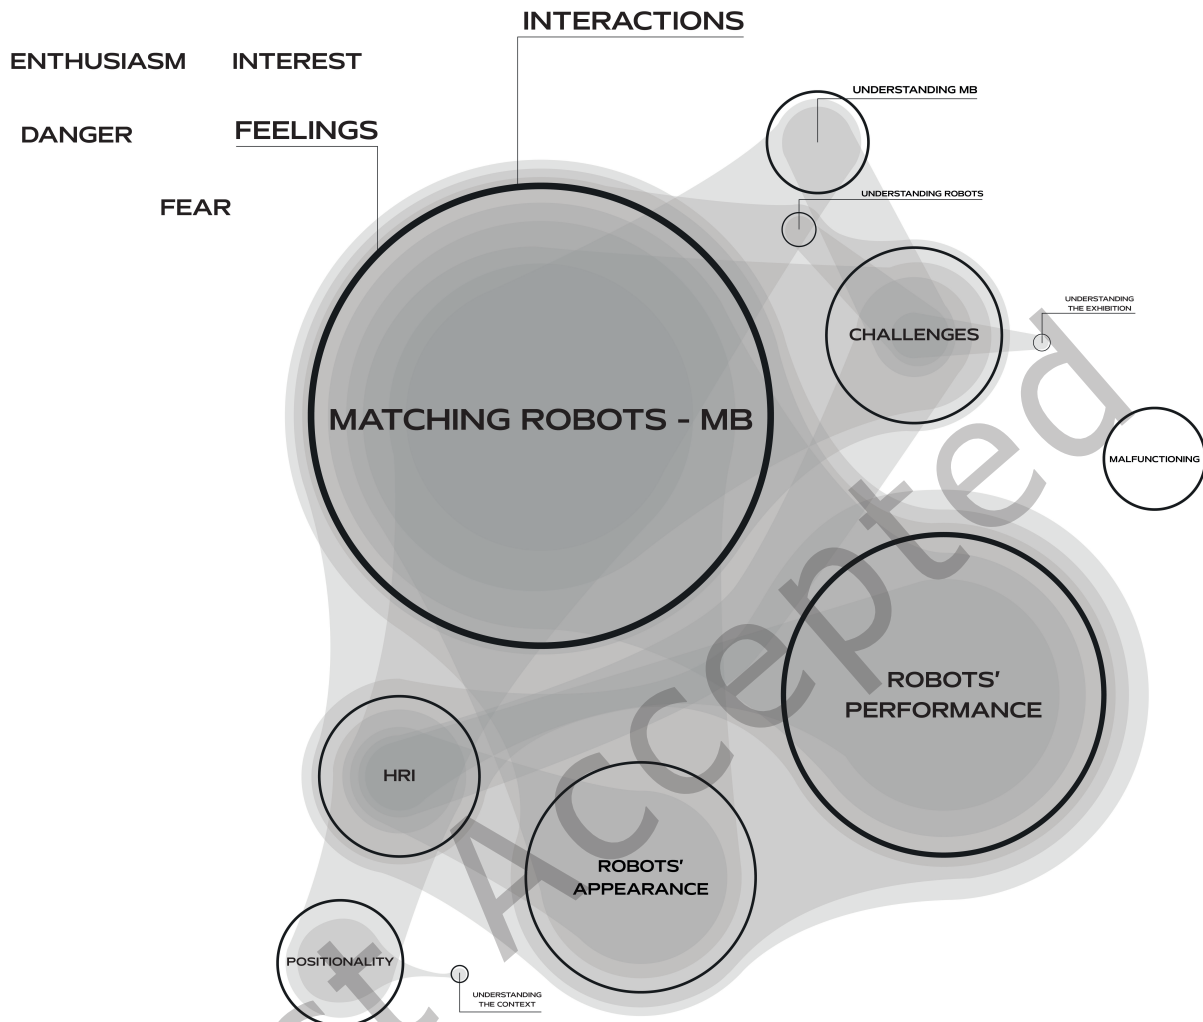 INTERACTIONS
ENTHUSIASM
INTEREST
UNDERSTANDING MB
DANGER
FEELINGS
UNDERSTANDING ROBOTS
FEAR
UNDERSTANDING
THE EXHIBITION
CHALLENGES
MATCHING ROBOTS - MB
MALFUNCTIONING
ROBOTS'
PERFORMANCE
HRI
ROBOTS'
APPEARANCE
POSITIONALITY
UNDERSTANDING
THE CONTEXT
Accepted